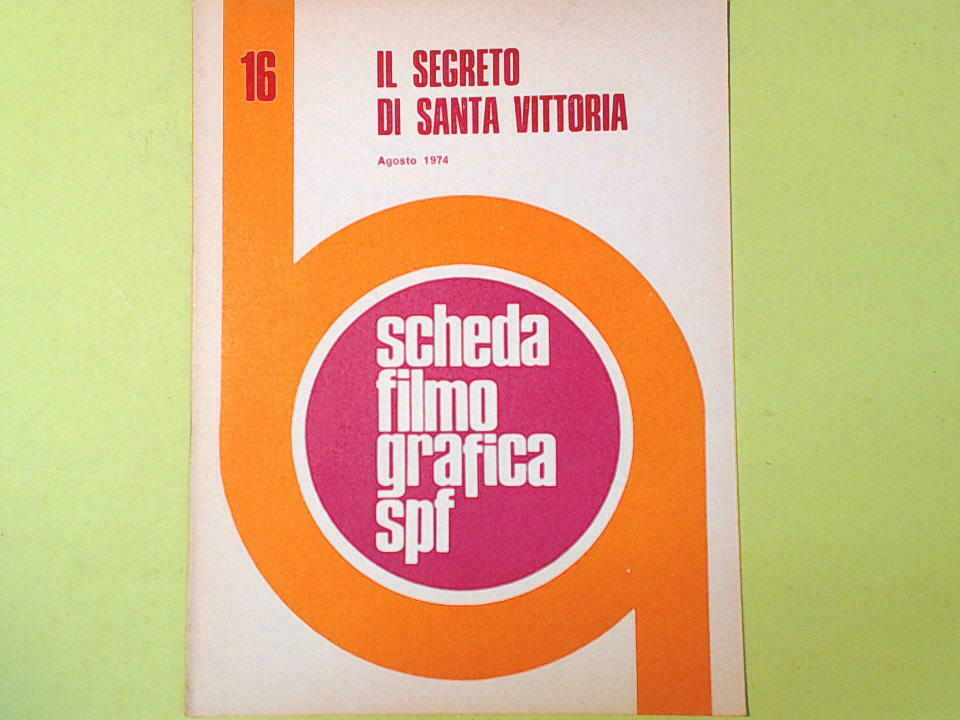 16
IL SEGRETO
DI SANTA VITTORIA
Agosto 1974
scheda
filmo
grafica
spf